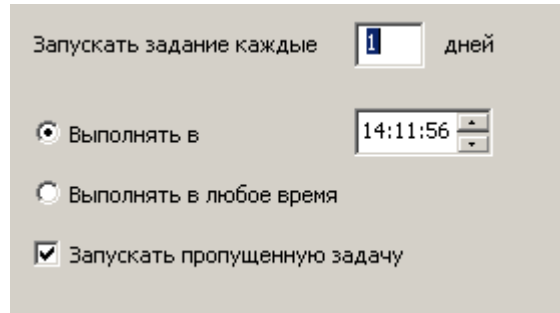 Запускать задание каждые 1 дней
Выполнять в 14:11:56
Выполнять в любое время
Запускать пропущенную задачу